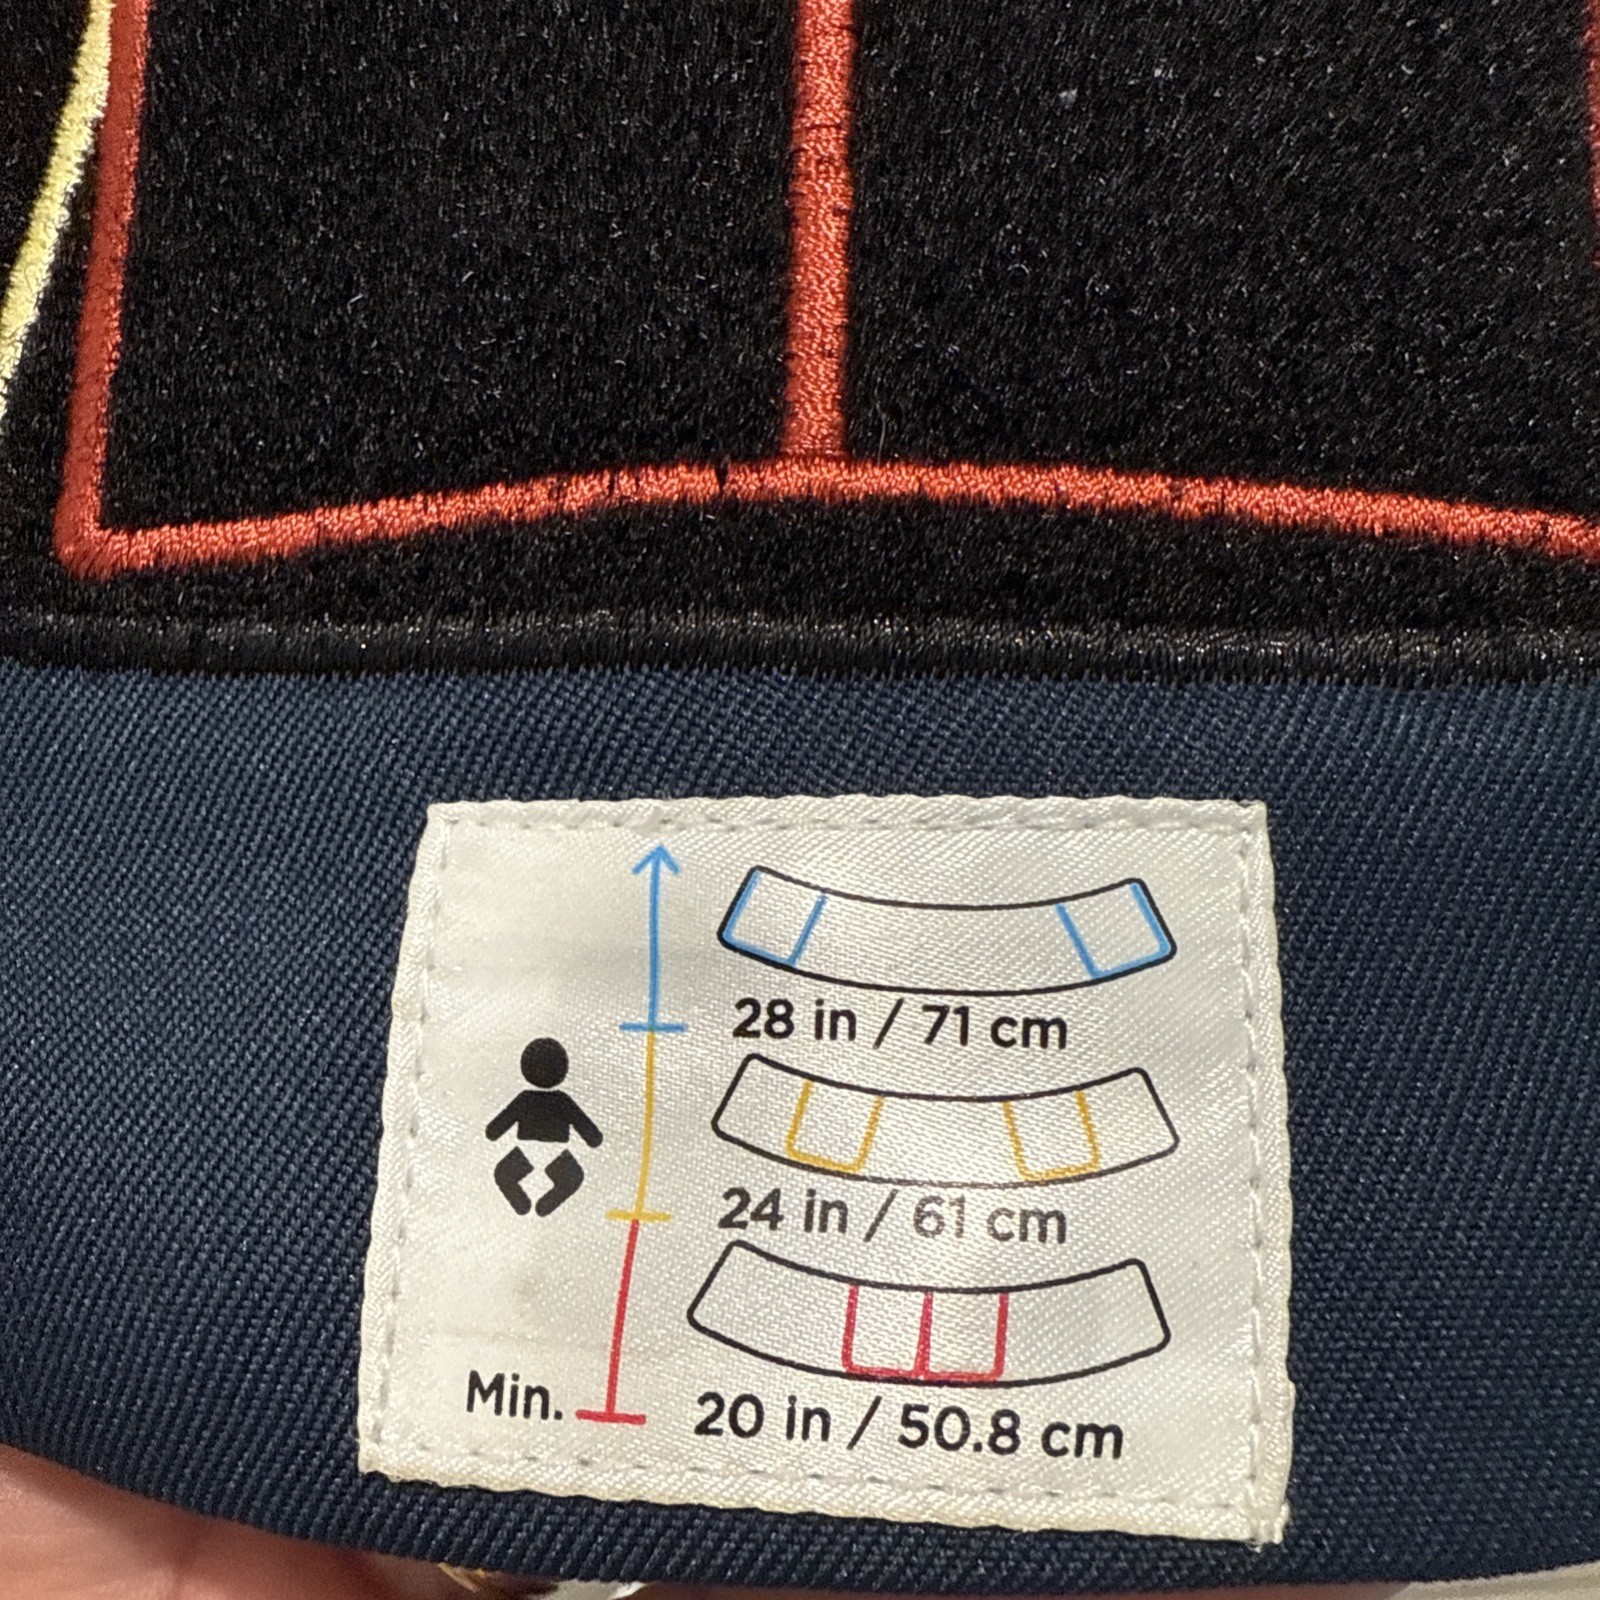 28 in / 71 cm
24 in / 61 cm
Min.
20 in / 50.8 cm